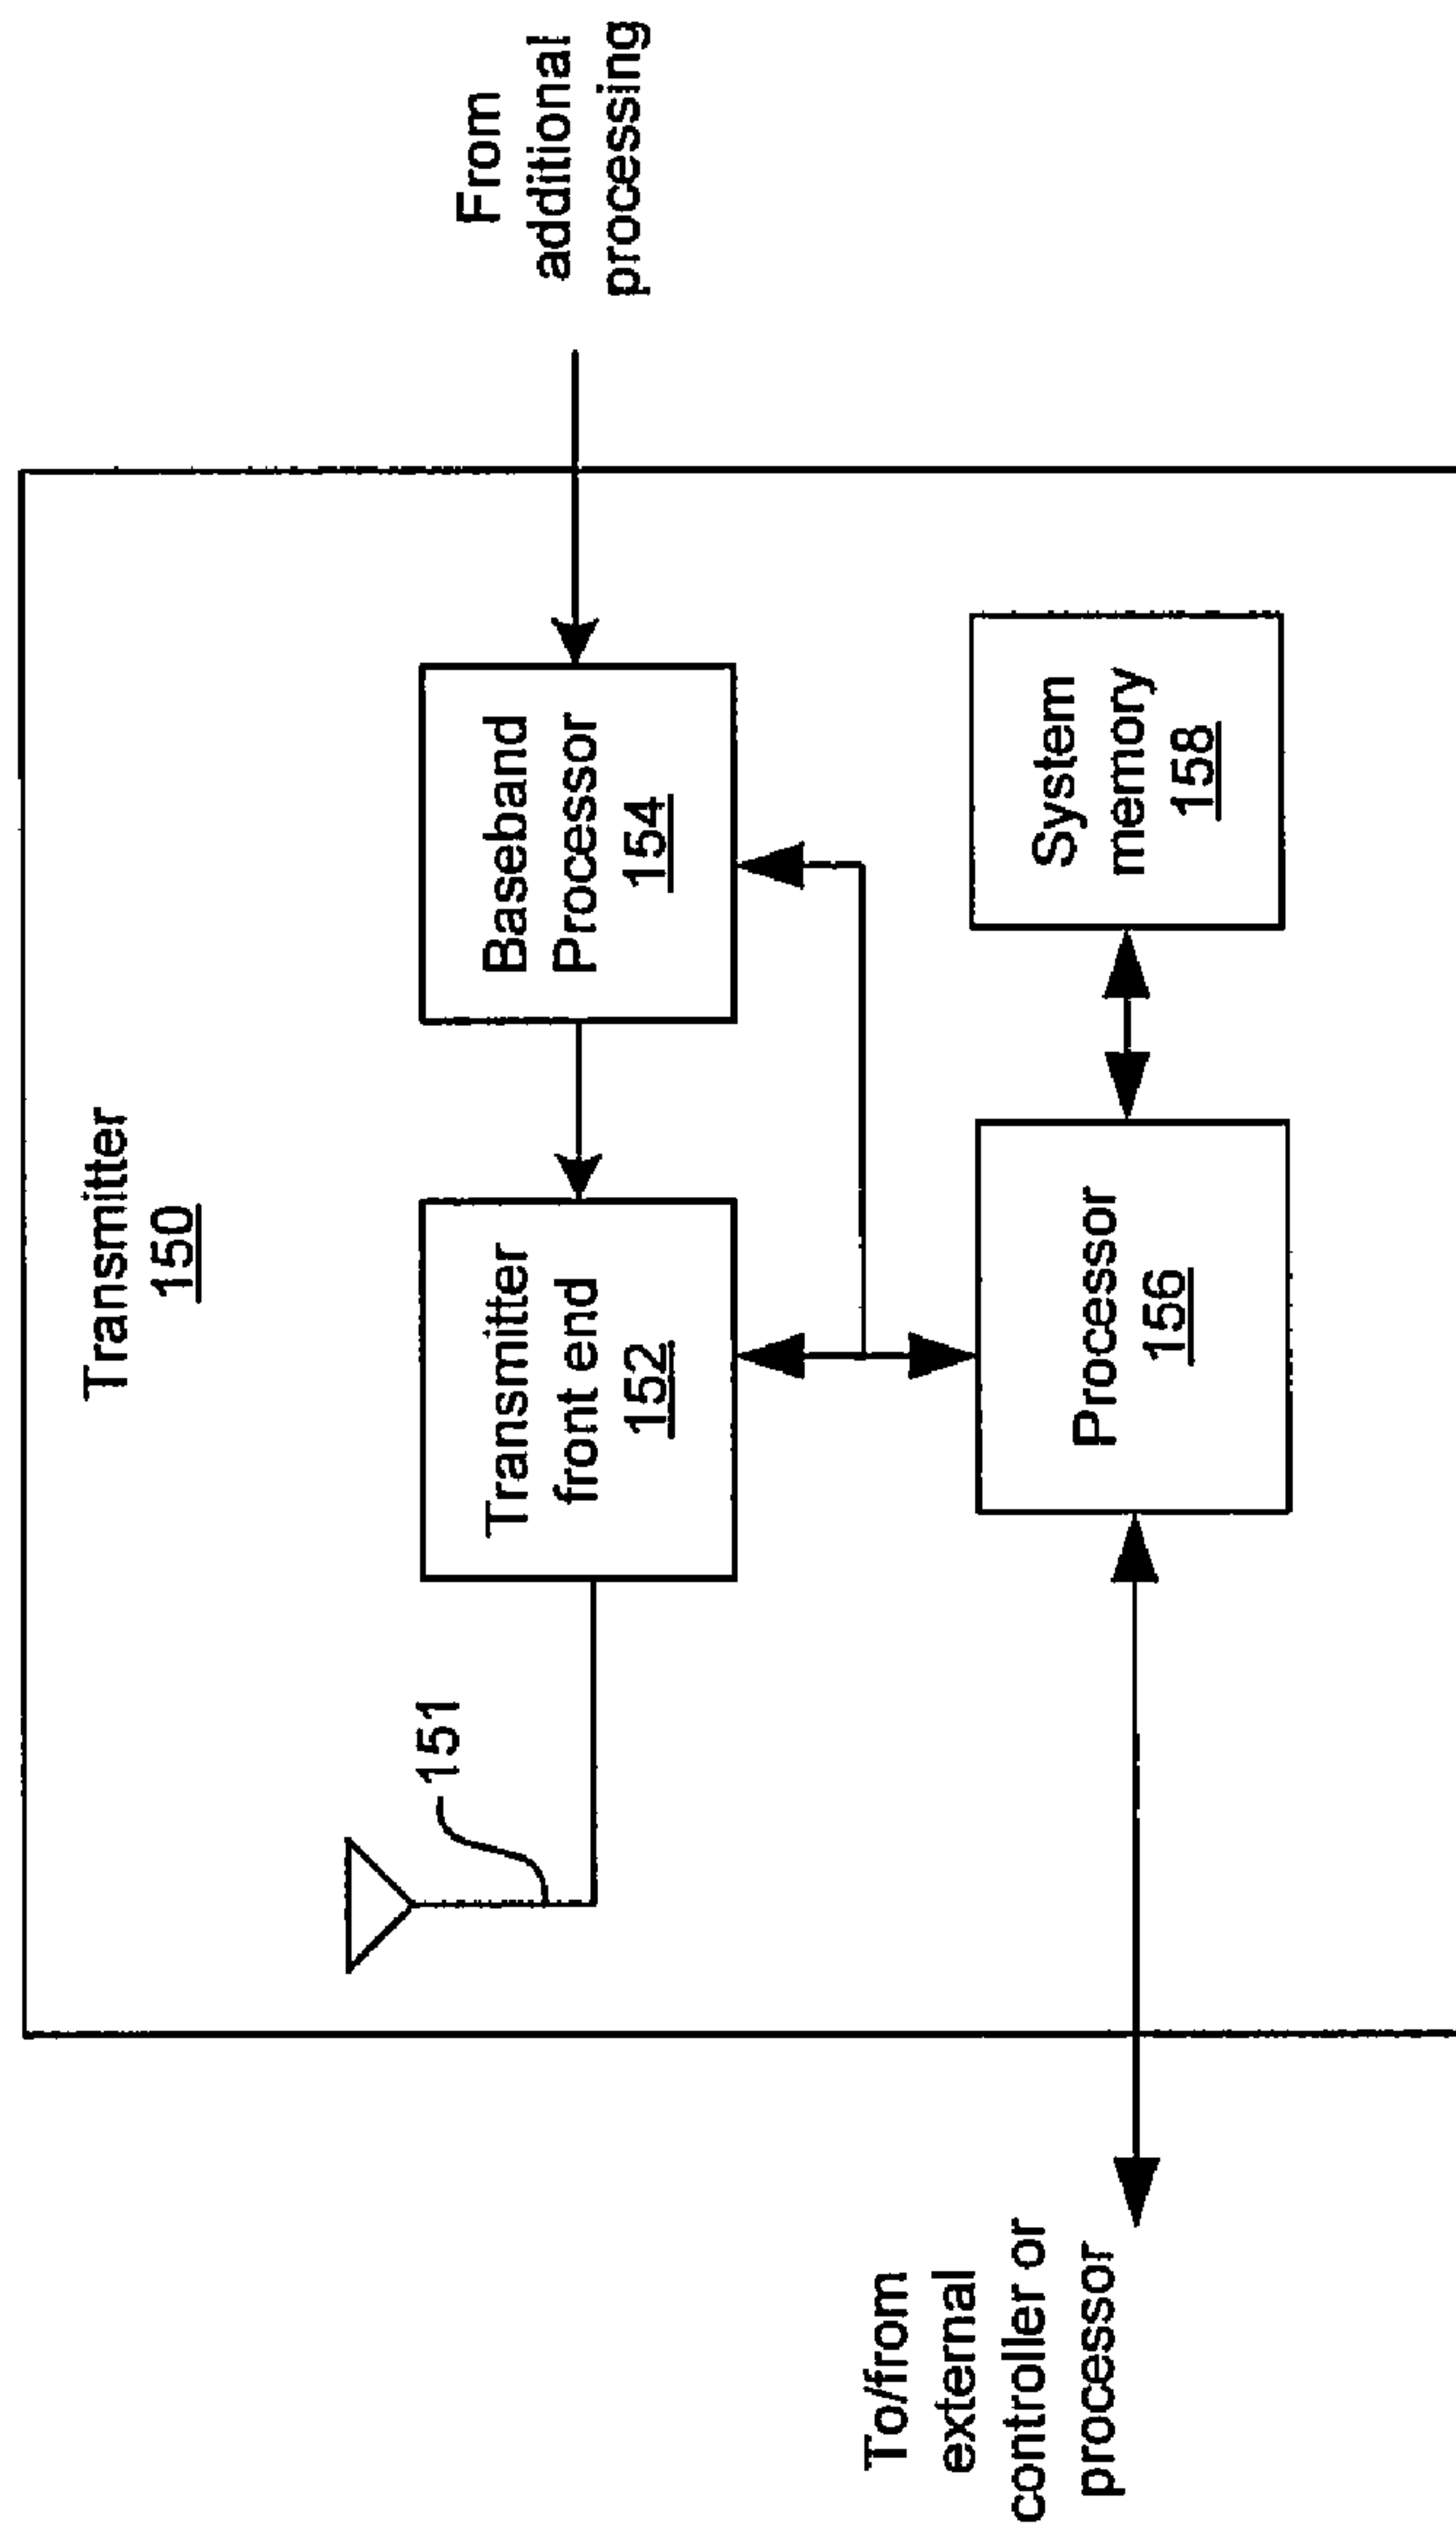 Transmitter
150
151
Transmitter
front end
152
Baseband
Processor
154
From
additional
processing
To/from
external
controller or
processor
Processor
156
System
memory
158